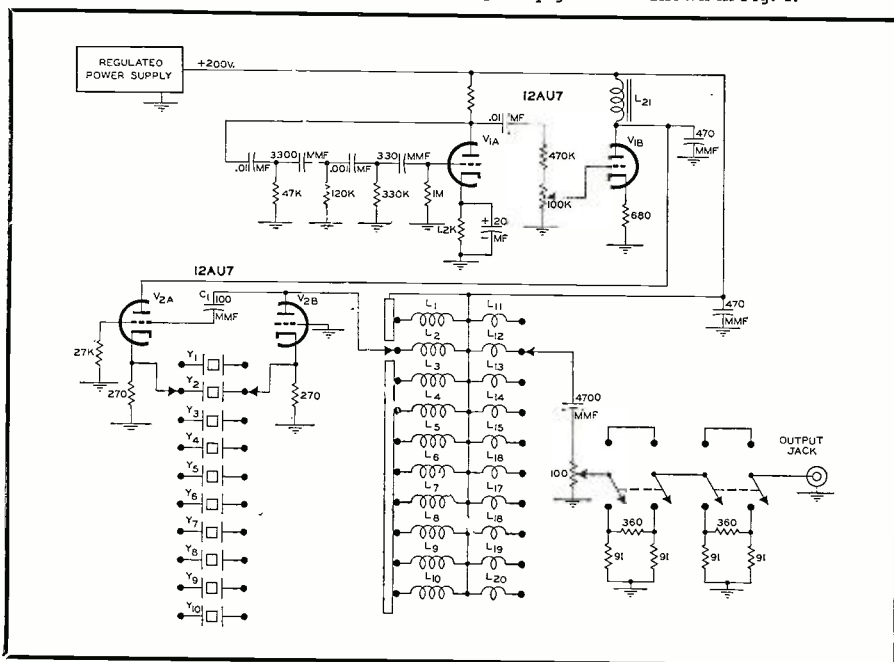 REGULATED
POWER SUPPLY
+200V.
12AU7
L21
.01 MF
V1A
V1B
470
MMF
.01 MF
3300 MMF
.001 MF
330 MMF
470K
100K
47K
120K
330K
1M
1.2K
+ 20
- MF
680
12AU7
V2A
C1 100
MMF
V2B
470
MMF
27K
270
270
Y1
Y2
Y3
Y4
Y5
Y6
Y7
Y8
Y9
Y10
L1 L11
L2 L12
L3 L13
L4 L14
L5 L15
L6 L18
L7 L17
L8 L18
L9 L19
L10 L20
4700
MMF
100
OUTPUT
JACK
360
360
91
91
91
91